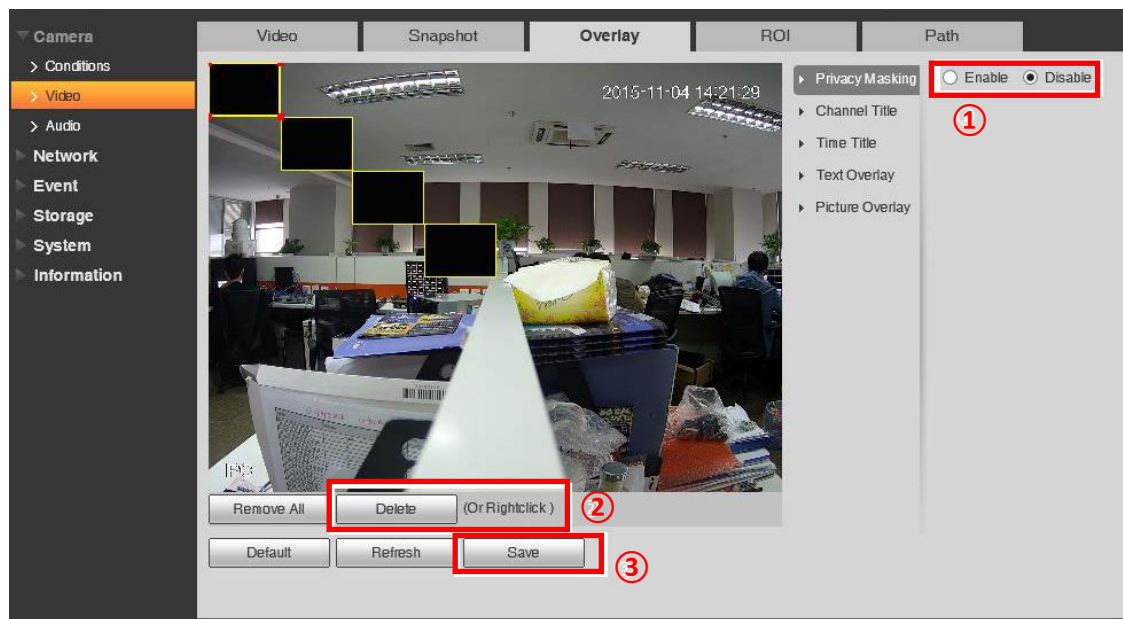 Camera
Conditions
Video
Audio
Network
Event
Storage
System
Information
Video Snapshot Overlay ROI Path
2015-11-04 14:21:29
IPC
Privacy Masking
Channel Title
Time Title
Text Overlay
Picture Overlay
Enable Disable
①
Remove All Delete (Or Rightclick ) ②
Default Refresh Save ③